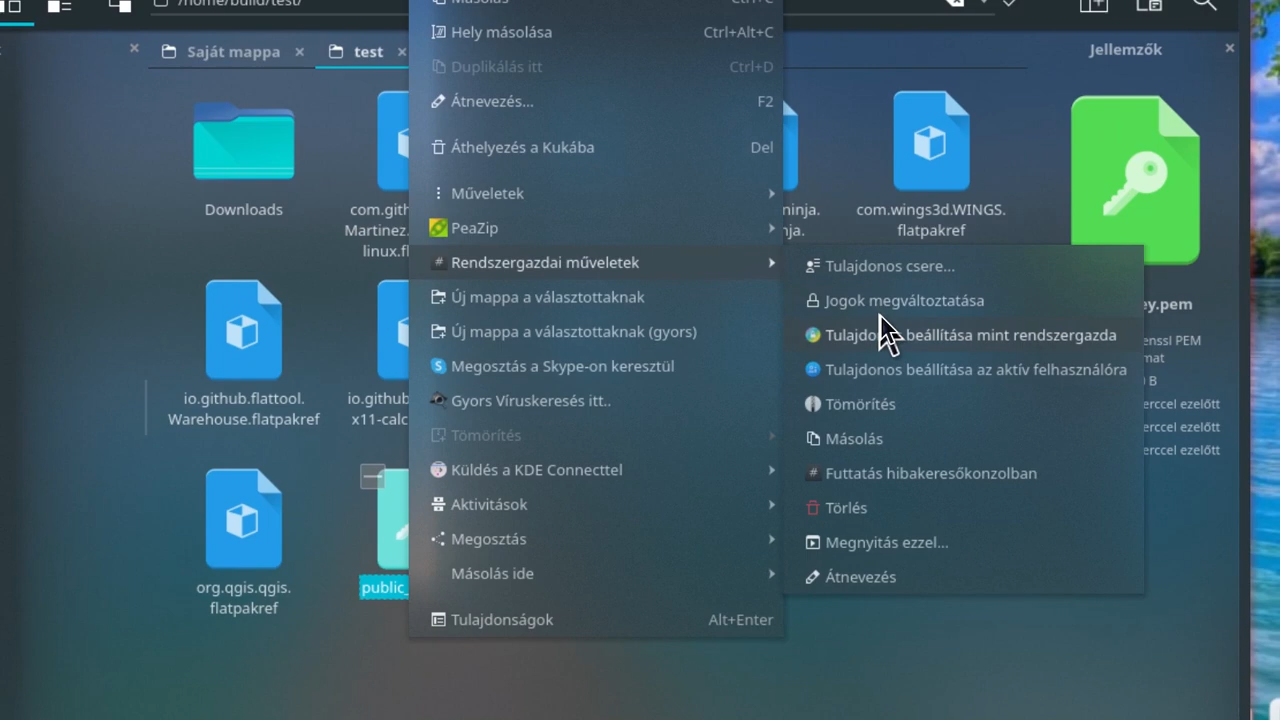 /home/build/test/
Másolás Ctrl+C
Saját mappa
test
Jellemzők
Hely másolása Ctrl+Alt+C
Duplikálás itt Ctrl+D
Átnevezés... F2
Áthelyezés a Kukába Del
Műveletek
PeaZip
Rendszergazdai műveletek
Új mappa a választottaknak
Új mappa a választottaknak (gyors)
Megosztás a Skype-on keresztül
Gyors Víruskeresés itt..
Tömörítés
Küldés a KDE Connecttel
Aktivitások
Megosztás
Másolás ide
Tulajdonságok Alt+Enter
Tulajdonos csere...
Jogok megváltoztatása
beállítása mint rendszergazda
Tulajdonos beállítása az aktív felhasználóra
Tömörítés
Másolás
Futtatás hibakeresőkonzolban
Törlés
Megnyitás ezzel...
Átnevezés
Downloads
com.gith
Martinez.
linux.fl
ninja.
nja.
com.wings3d.WINGS.
flatpakref
io.github.flattool.
Warehouse.flatpakref
io.github
x11-calc
org.qgis.qgis.
flatpakref
public_
ey.pem
enssl PEM
mat
B
erccel ezelőtt
erccel ezelőtt
erccel ezelőtt